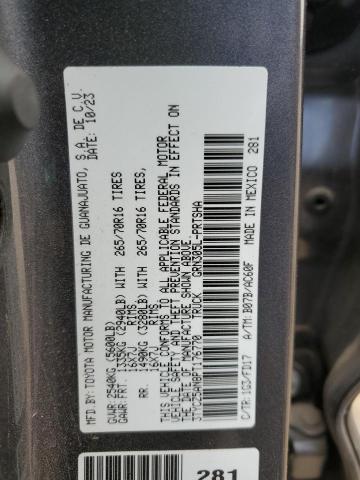 MFD.BY:TOYOTA MOTOR MANUFACTURING DE GUANAJUATO, S.A. DE C.V.
DATE: 10/23
GVWR: 2540KG (5600LB)
GAWR: FRT. 1335KG (2940LB) WITH 265/70R16 TIRES
16X7J RIMS,
RR. 1490KG (3280LB) WITH 265/70R16 TIRES,
THIS VEHICLE CONFORMS TO ALL APPLICABLE FEDERAL MOTOR
VEHICLE SAFETY AND THEFT PREVENTION STANDARDS IN EFFECT ON
THE DATE OF MANUFACTURE SHOWN ABOVE.
TRUCK GRN305L-PRTSHA
C/TR:1G3/FD17 A/TM:B07B/AC60F MADE IN MEXICO 281
281